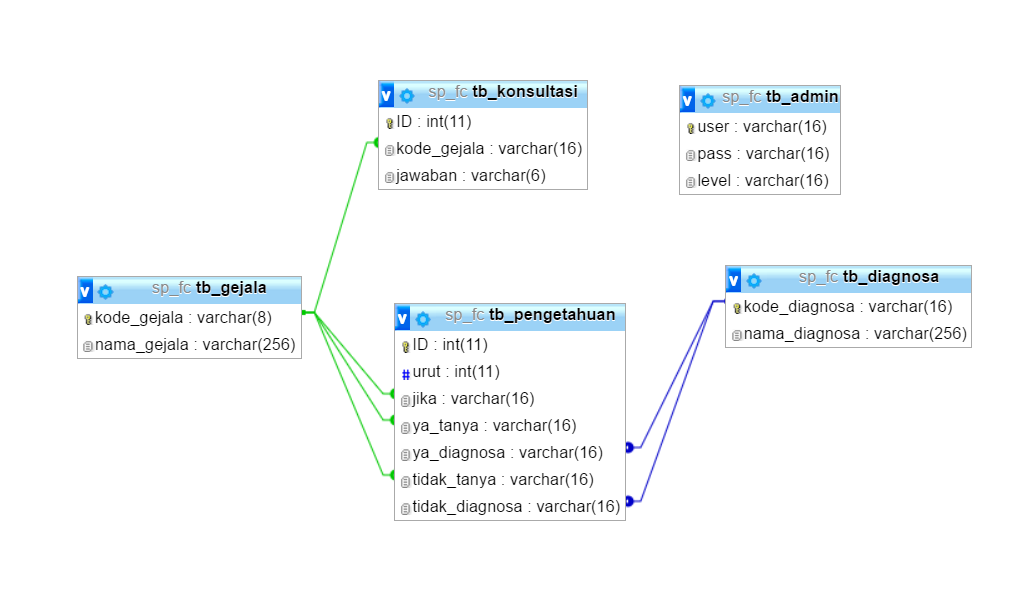 sp_fc tb_konsultasi
ID : int(11)
kode_gejala : varchar(16)
jawaban : varchar(6)
sp_fc tb_admin
user : varchar(16)
pass : varchar(16)
level : varchar(16)
sp_fc tb_gejala
kode_gejala : varchar(8)
nama_gejala : varchar(256)
sp_fc tb_pengetahuan
ID : int(11)
# urut : int(11)
jika : varchar(16)
ya_tanya : varchar(16)
ya_diagnosa : varchar(16)
tidak_tanya : varchar(16)
tidak_diagnosa : varchar(16)
sp_fc tb_diagnosa
kode_diagnosa : varchar(16)
nama_diagnosa : varchar(256)